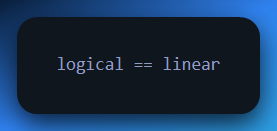 logical == linear